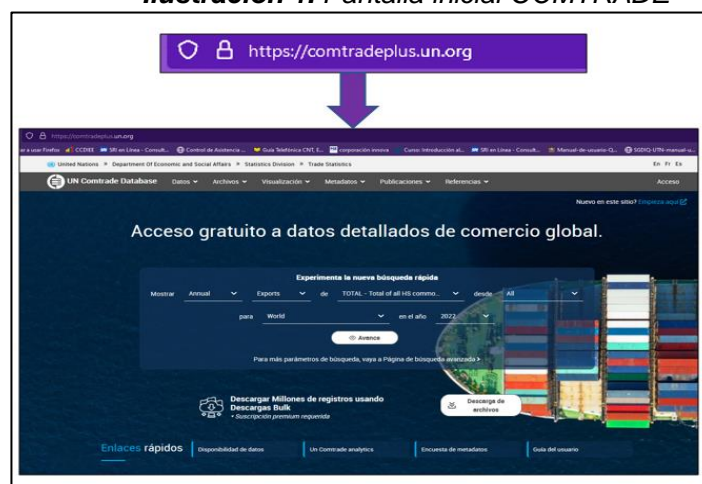 Pantalla inicial COMTRADE
https://comtradeplus.un.org
https://comtradeplus.un.org
United Nations » Department Of Economic and Social Affairs » Statistics Division » Trade Statistics En Fr Es
UN Comtrade Database Datos Archivos Visualización Metadatos Publicaciones Referencias Acceso
Nuevo en este sitio? Empieza aquí
Acceso gratuito a datos detallados de comercio global.
Experimenta la nueva búsqueda rápida
Mostrar Annual Exports de TOTAL - Total of all HS commo... desde All
para World en el año 2022
Avance
Para más parámetros de búsqueda, vaya a Página de búsqueda avanzada >
Descargar Millones de registros usando
Descargas Bulk
• Suscripción premium requerida
Descarga de
archivos
Enlaces rápidos Disponibilidad de datos Un Comtrade analytics Encuesta de metadatos Guía del usuario